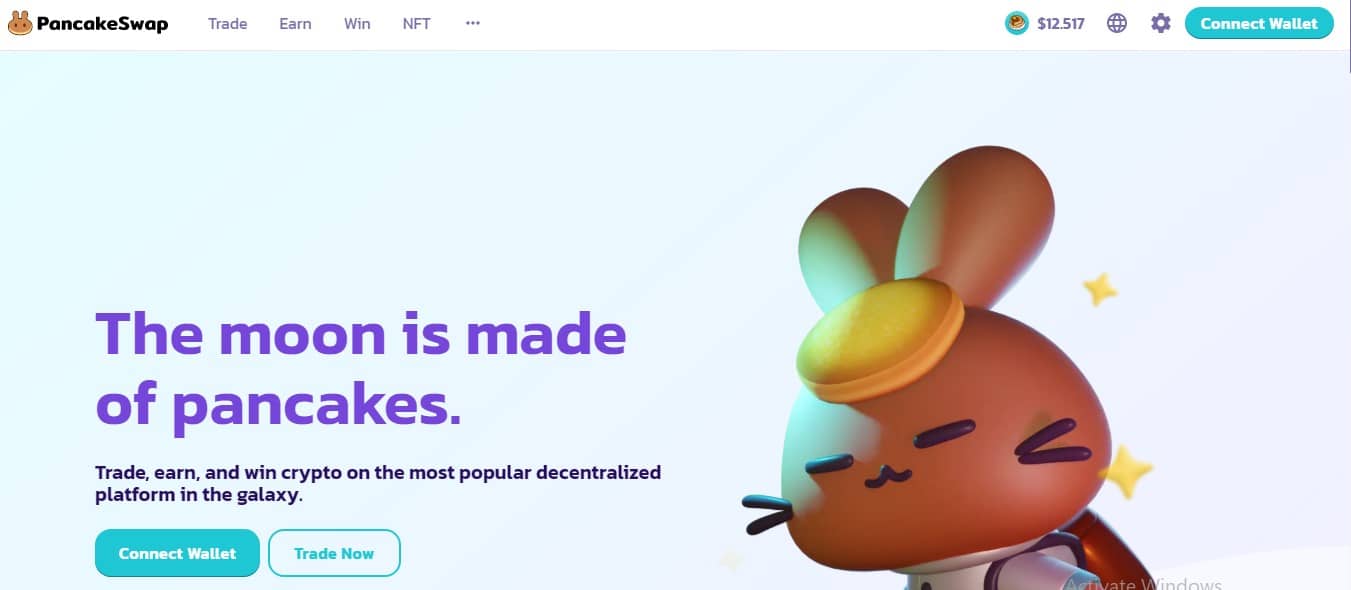 PancakeSwap Trade Earn Win NFT ... $12.517 Connect Wallet
The moon is made
of pancakes.
Trade, earn, and win crypto on the most popular decentralized
platform in the galaxy.
Connect Wallet Trade Now
Activate Windows